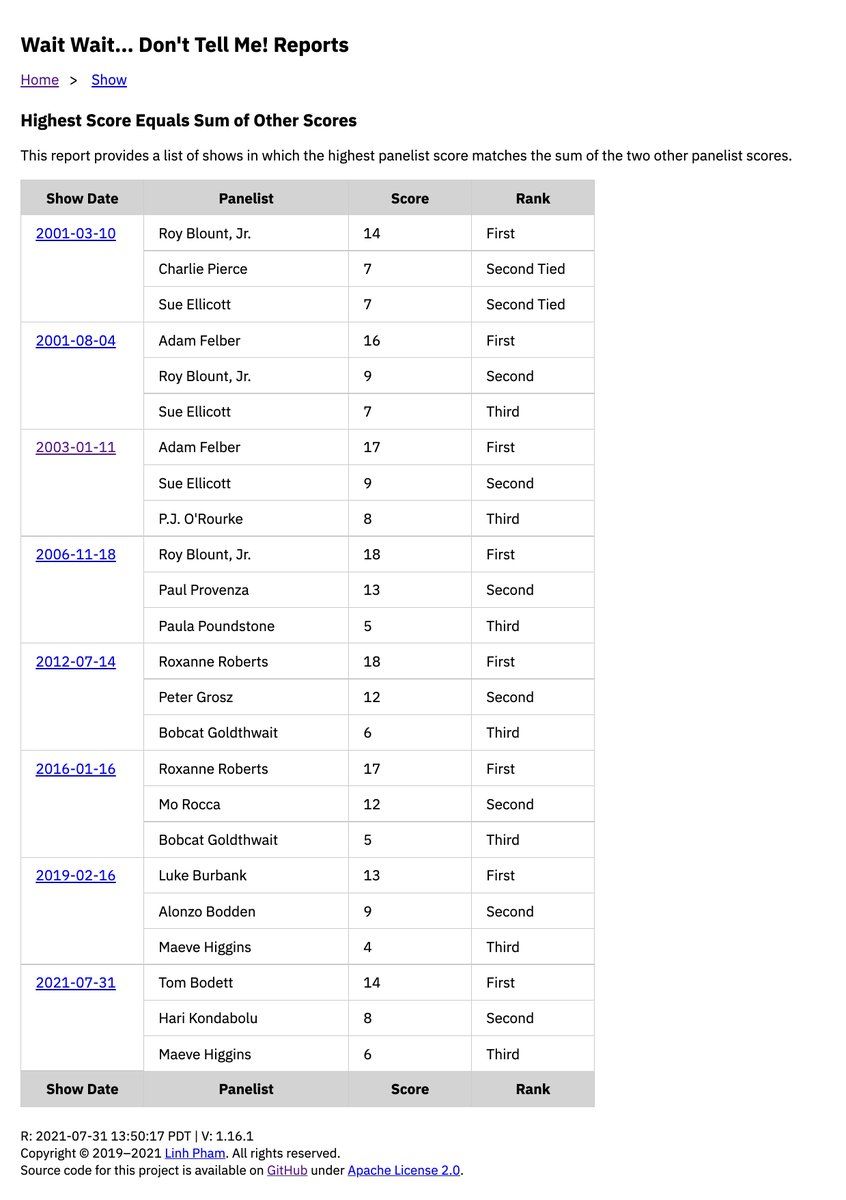 Wait Wait... Don't Tell Me! Reports
Home > Show
Highest Score Equals Sum of Other Scores
This report provides a list of shows in which the highest panelist score matches the sum of the two other panelist scores.
Show Date Panelist Score Rank
2001-03-10 Roy Blount, Jr. 14 First
Charlie Pierce 7 Second Tied
Sue Ellicott 7 Second Tied
2001-08-04 Adam Felber 16 First
Roy Blount, Jr. 9 Second
Sue Ellicott 7 Third
2003-01-11 Adam Felber 17 First
Sue Ellicott 9 Second
P.J. O'Rourke 8 Third
2006-11-18 Roy Blount, Jr. 18 First
Paul Provenza 13 Second
Paula Poundstone 5 Third
2012-07-14 Roxanne Roberts 18 First
Peter Grosz 12 Second
Bobcat Goldthwait 6 Third
2016-01-16 Roxanne Roberts 17 First
Mo Rocca 12 Second
Bobcat Goldthwait 5 Third
2019-02-16 Luke Burbank 13 First
Alonzo Bodden 9 Second
Maeve Higgins 4 Third
2021-07-31 Tom Bodett 14 First
Hari Kondabolu 8 Second
Maeve Higgins 6 Third
Show Date Panelist Score Rank
R: 2021-07-31 13:50:17 PDT | V: 1.16.1
Copyright © 2019–2021 Linh Pham. All rights reserved.
Source code for this project is available on GitHub under Apache License 2.0.